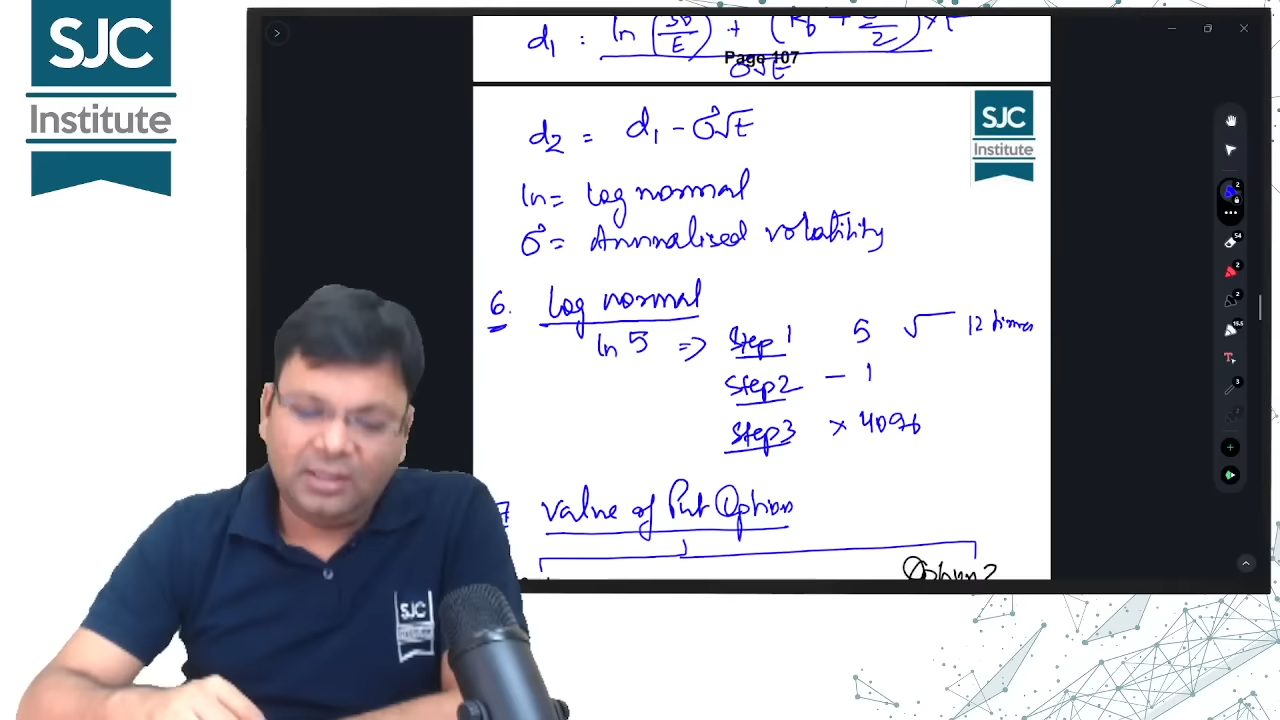 SJC
Institute
d₁ : ln (S0/E) + ( + /2) × t
σ√t
Page 107
d₂ = d₁ - σ√t
SJC
Institute
ln = log normal
σ = Annualised volatility
6. log normal
ln 5 => Step 1 5 √ 12 times
Step 2 - 1
Step 3 × 4096
7 Value of Put Option
Option 2
SJC
INSTITUTE